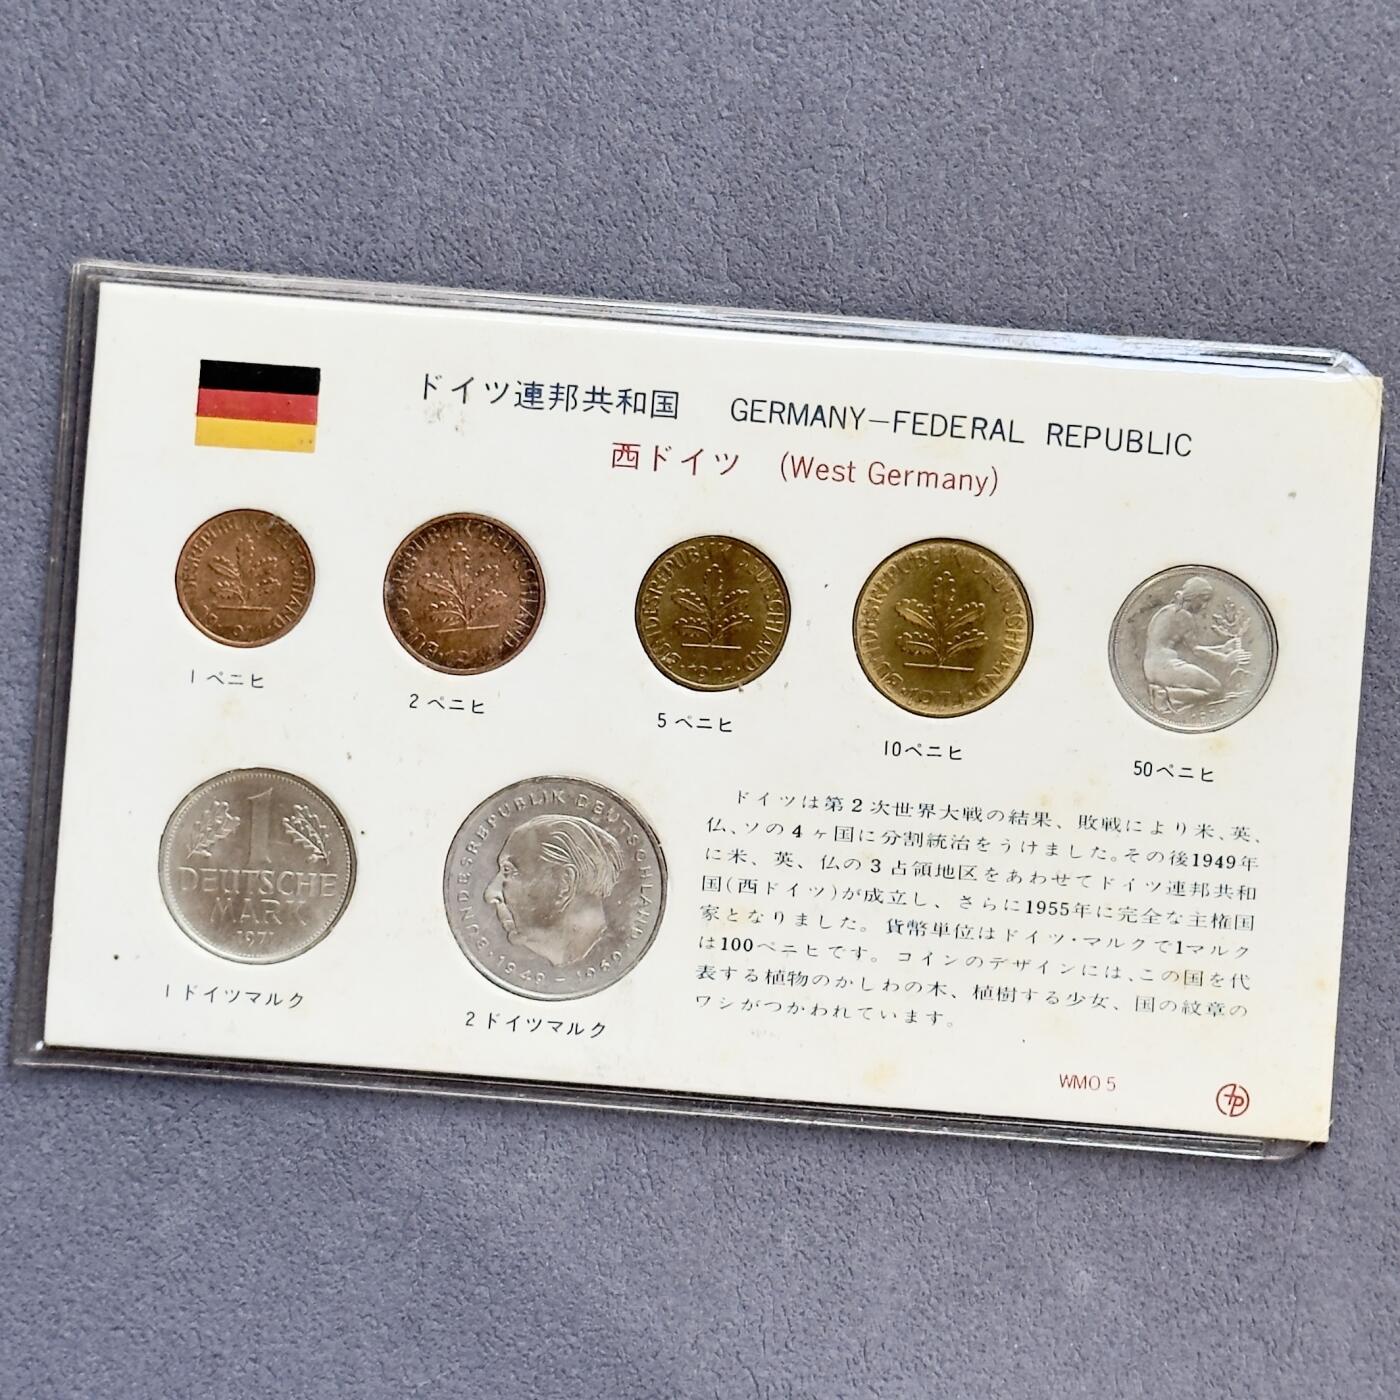 ドイツ連邦共和国 GERMANY—FEDERAL REPUBLIC
西ドイツ (West Germany)
BUNDESREPUBLIK DEUTSCHLAND
BUNDESREPUBLIK DEUTSCHLAND
BUNDESREPUBLIK DEUTSCHLAND
1974
BUNDESREPUBLIK DEUTSCHLAND
1974
1 ペニヒ
2 ペニヒ
5 ペニヒ
10ペニヒ
50ペニヒ
1
DEUTSCHE
MARK
1971
BUNDESREPUBLIK DEUTSCHLAND
1949 – 1969
1 ドイツマルク
2 ドイツマルク
ドイツは第2次世界大戦の結果、敗戦により米、英、
仏、ソの4ヶ国に分割統治をうけました。その後1949年
に米、英、仏の3占領地区をあわせてドイツ連邦共和
国(西ドイツ)が成立し、さらに1955年に完全な主権国
家となりました。貨幣単位はドイツ・マルクで1マルク
は100ペニヒです。コインのデザインには、この国を代
表する植物のかしわの木、植樹する少女、国の紋章の
ワシがつかわれています。
WMO 5